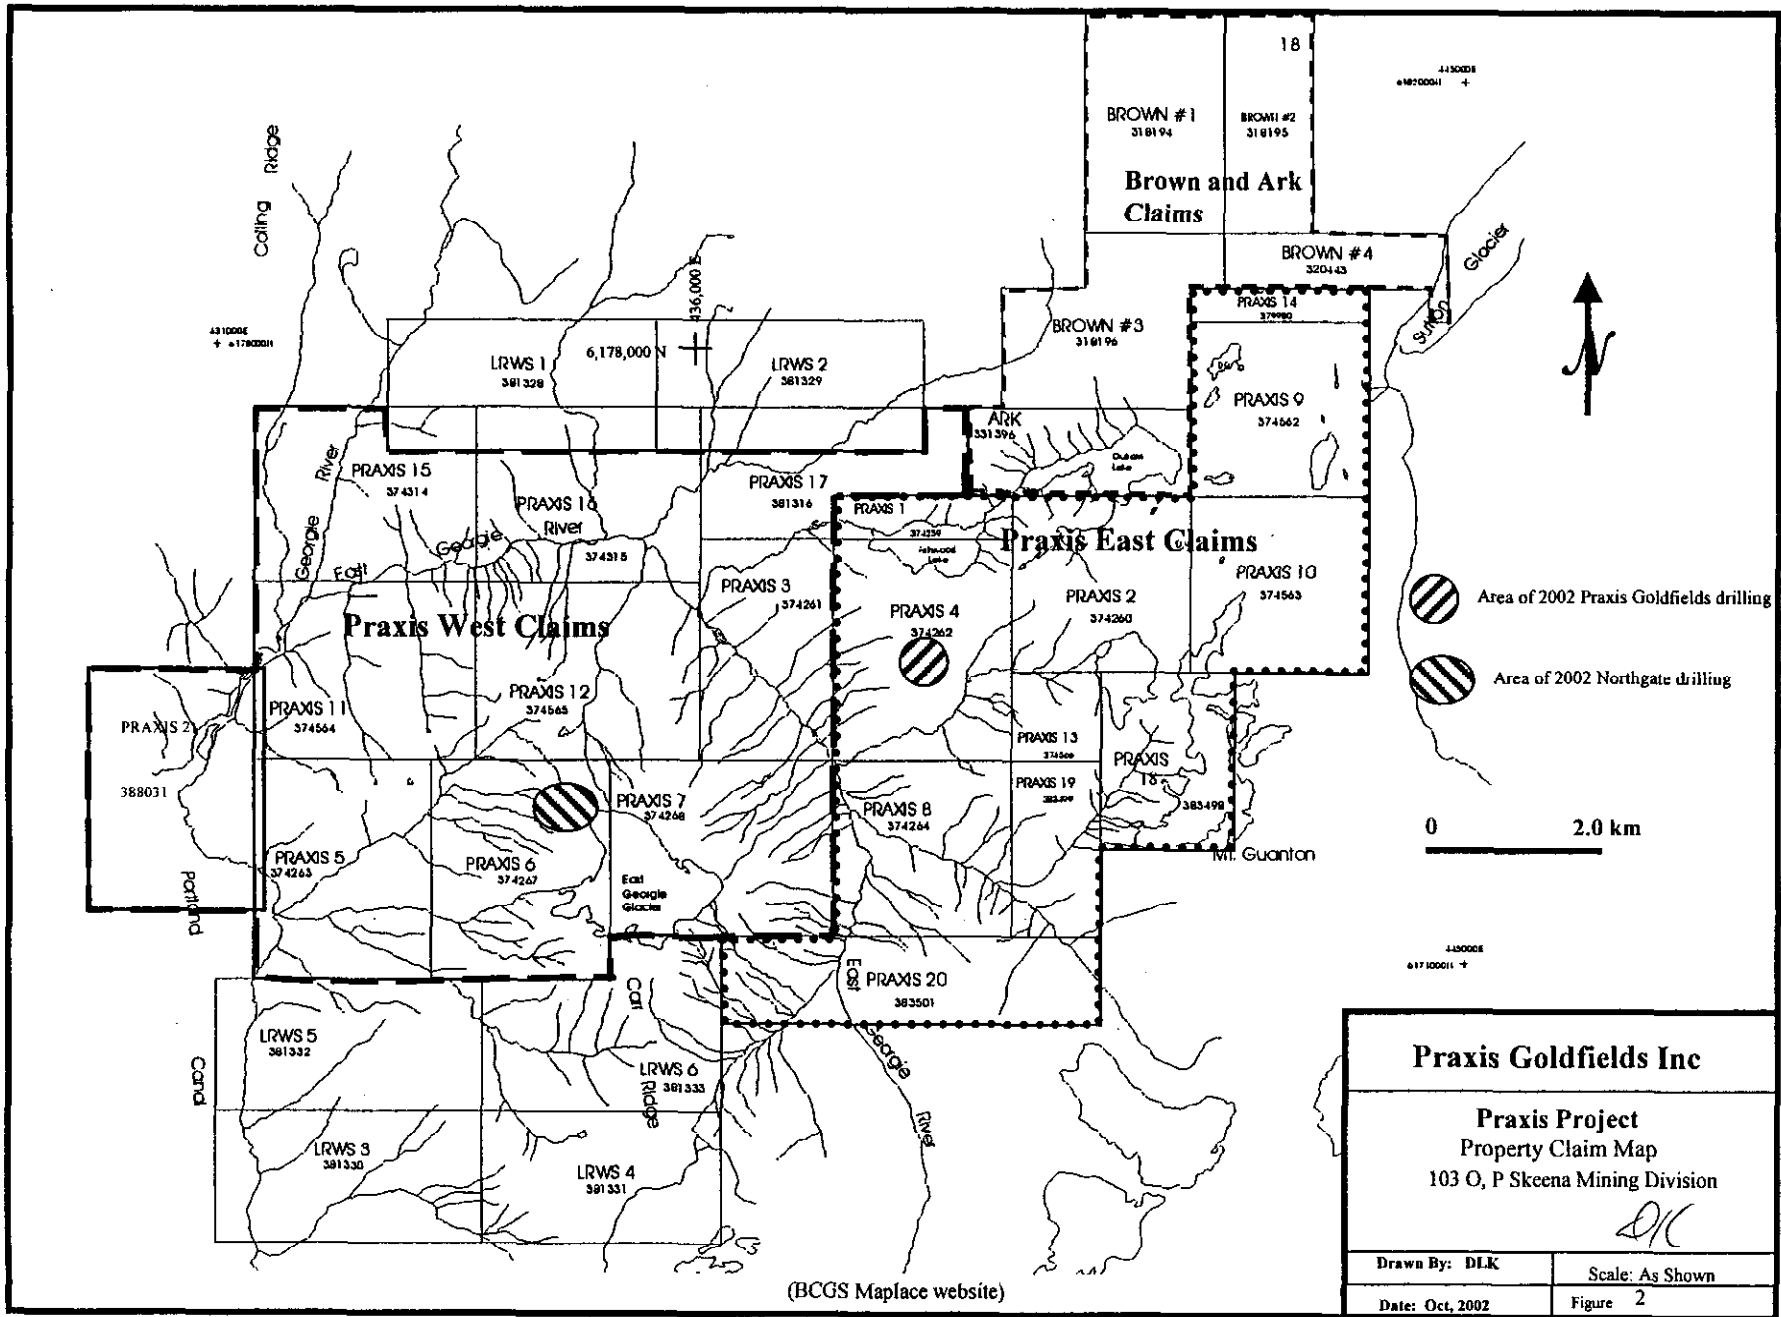 18
BROWN #1
318194
BROWN #2
318195
Brown and Ark
Claims
BROWN #4
320443
Sutton Glacier
Colling Ridge
436,000 E
6,178,000 N
LRWS 1
381328
LRWS 2
381329
BROWN #3
318196
PRAXIS 14
379980
PRAXIS 9
374562
ARK
331396
PRAXIS 15
374314
PRAXIS 16
374315
PRAXIS 17
381316
Georgie River
Georgie River
PRAXIS 1
374259
Praxis East Claims
PRAXIS 3
374261
PRAXIS 4
374262
PRAXIS 2
374260
PRAXIS 10
374563
Praxis West Claims
Area of 2002 Praxis Goldfields drilling
Area of 2002 Northgate drilling
PRAXIS 2
388031
PRAXIS 11
374564
PRAXIS 12
374565
PRAXIS 13
PRAXIS
18
383498
PRAXIS 19
PRAXIS 7
374268
PRAXIS 8
374264
PRAXIS 5
374263
PRAXIS 6
374267
East
Georgie
Glacier
Mt. Guanton
0 2.0 km
Portland
Canal
PRAXIS 20
383501
East
Georgie
River
Carr
Ridge
LRWS 5
381332
LRWS 6
381333
LRWS 3
381330
LRWS 4
381331
(BCGS Maplace website)
Praxis Goldfields Inc
Praxis Project
Property Claim Map
103 O, P Skeena Mining Division
DK
Drawn By: DLK
Scale: As Shown
Date: Oct, 2002
Figure 2
N